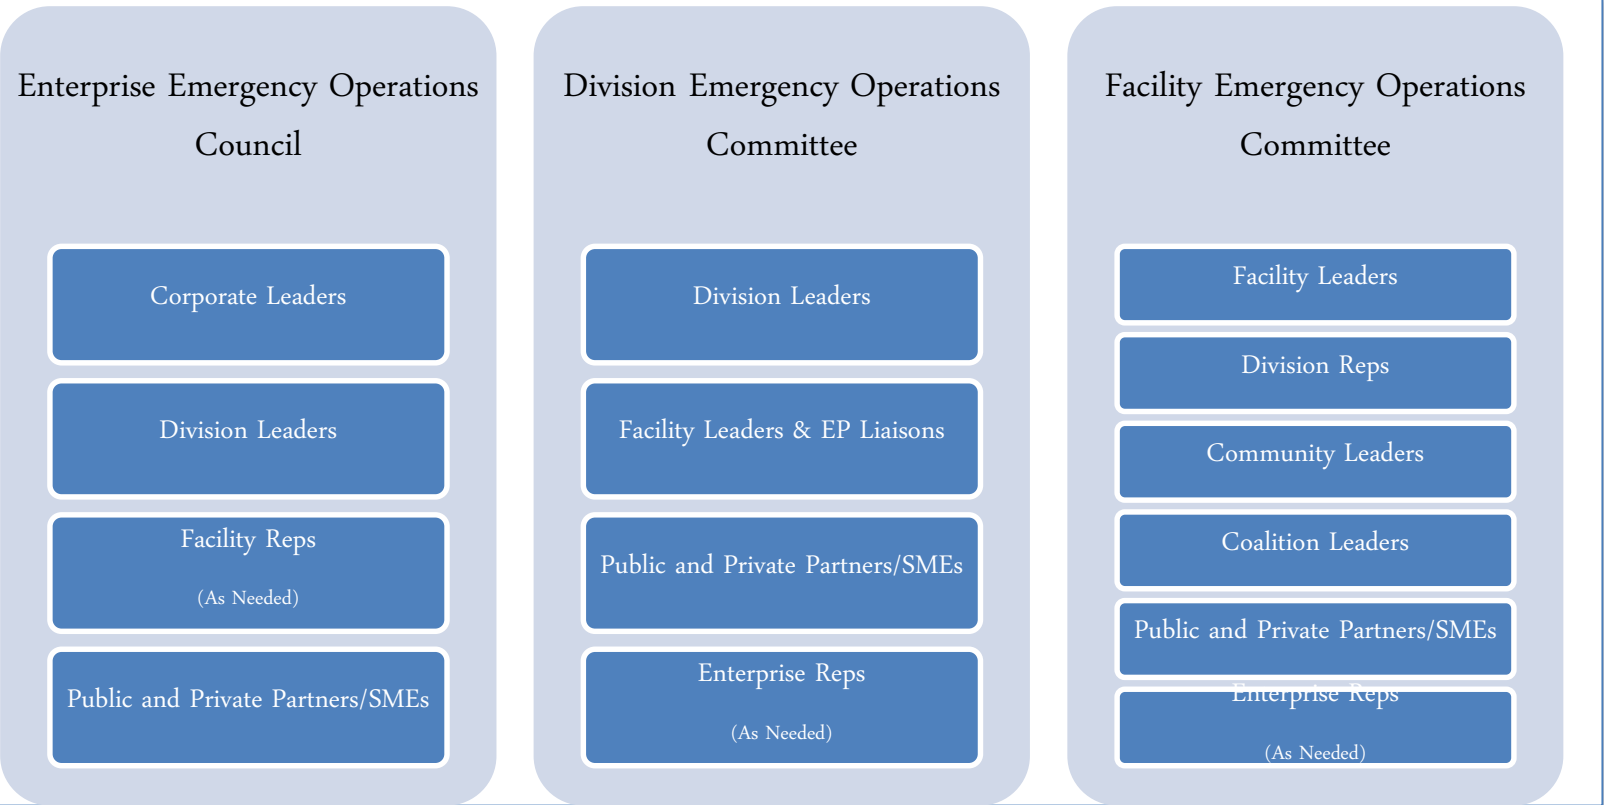 Enterprise Emergency Operations
Council
Corporate Leaders
Division Leaders
Facility Reps
(As Needed)
Public and Private Partners/SMEs
Division Emergency Operations
Committee
Division Leaders
Facility Leaders & EP Liaisons
Public and Private Partners/SMEs
Enterprise Reps
(As Needed)
Facility Emergency Operations
Committee
Facility Leaders
Division Reps
Community Leaders
Coalition Leaders
Public and Private Partners/SMEs
Enterprise Reps
(As Needed)